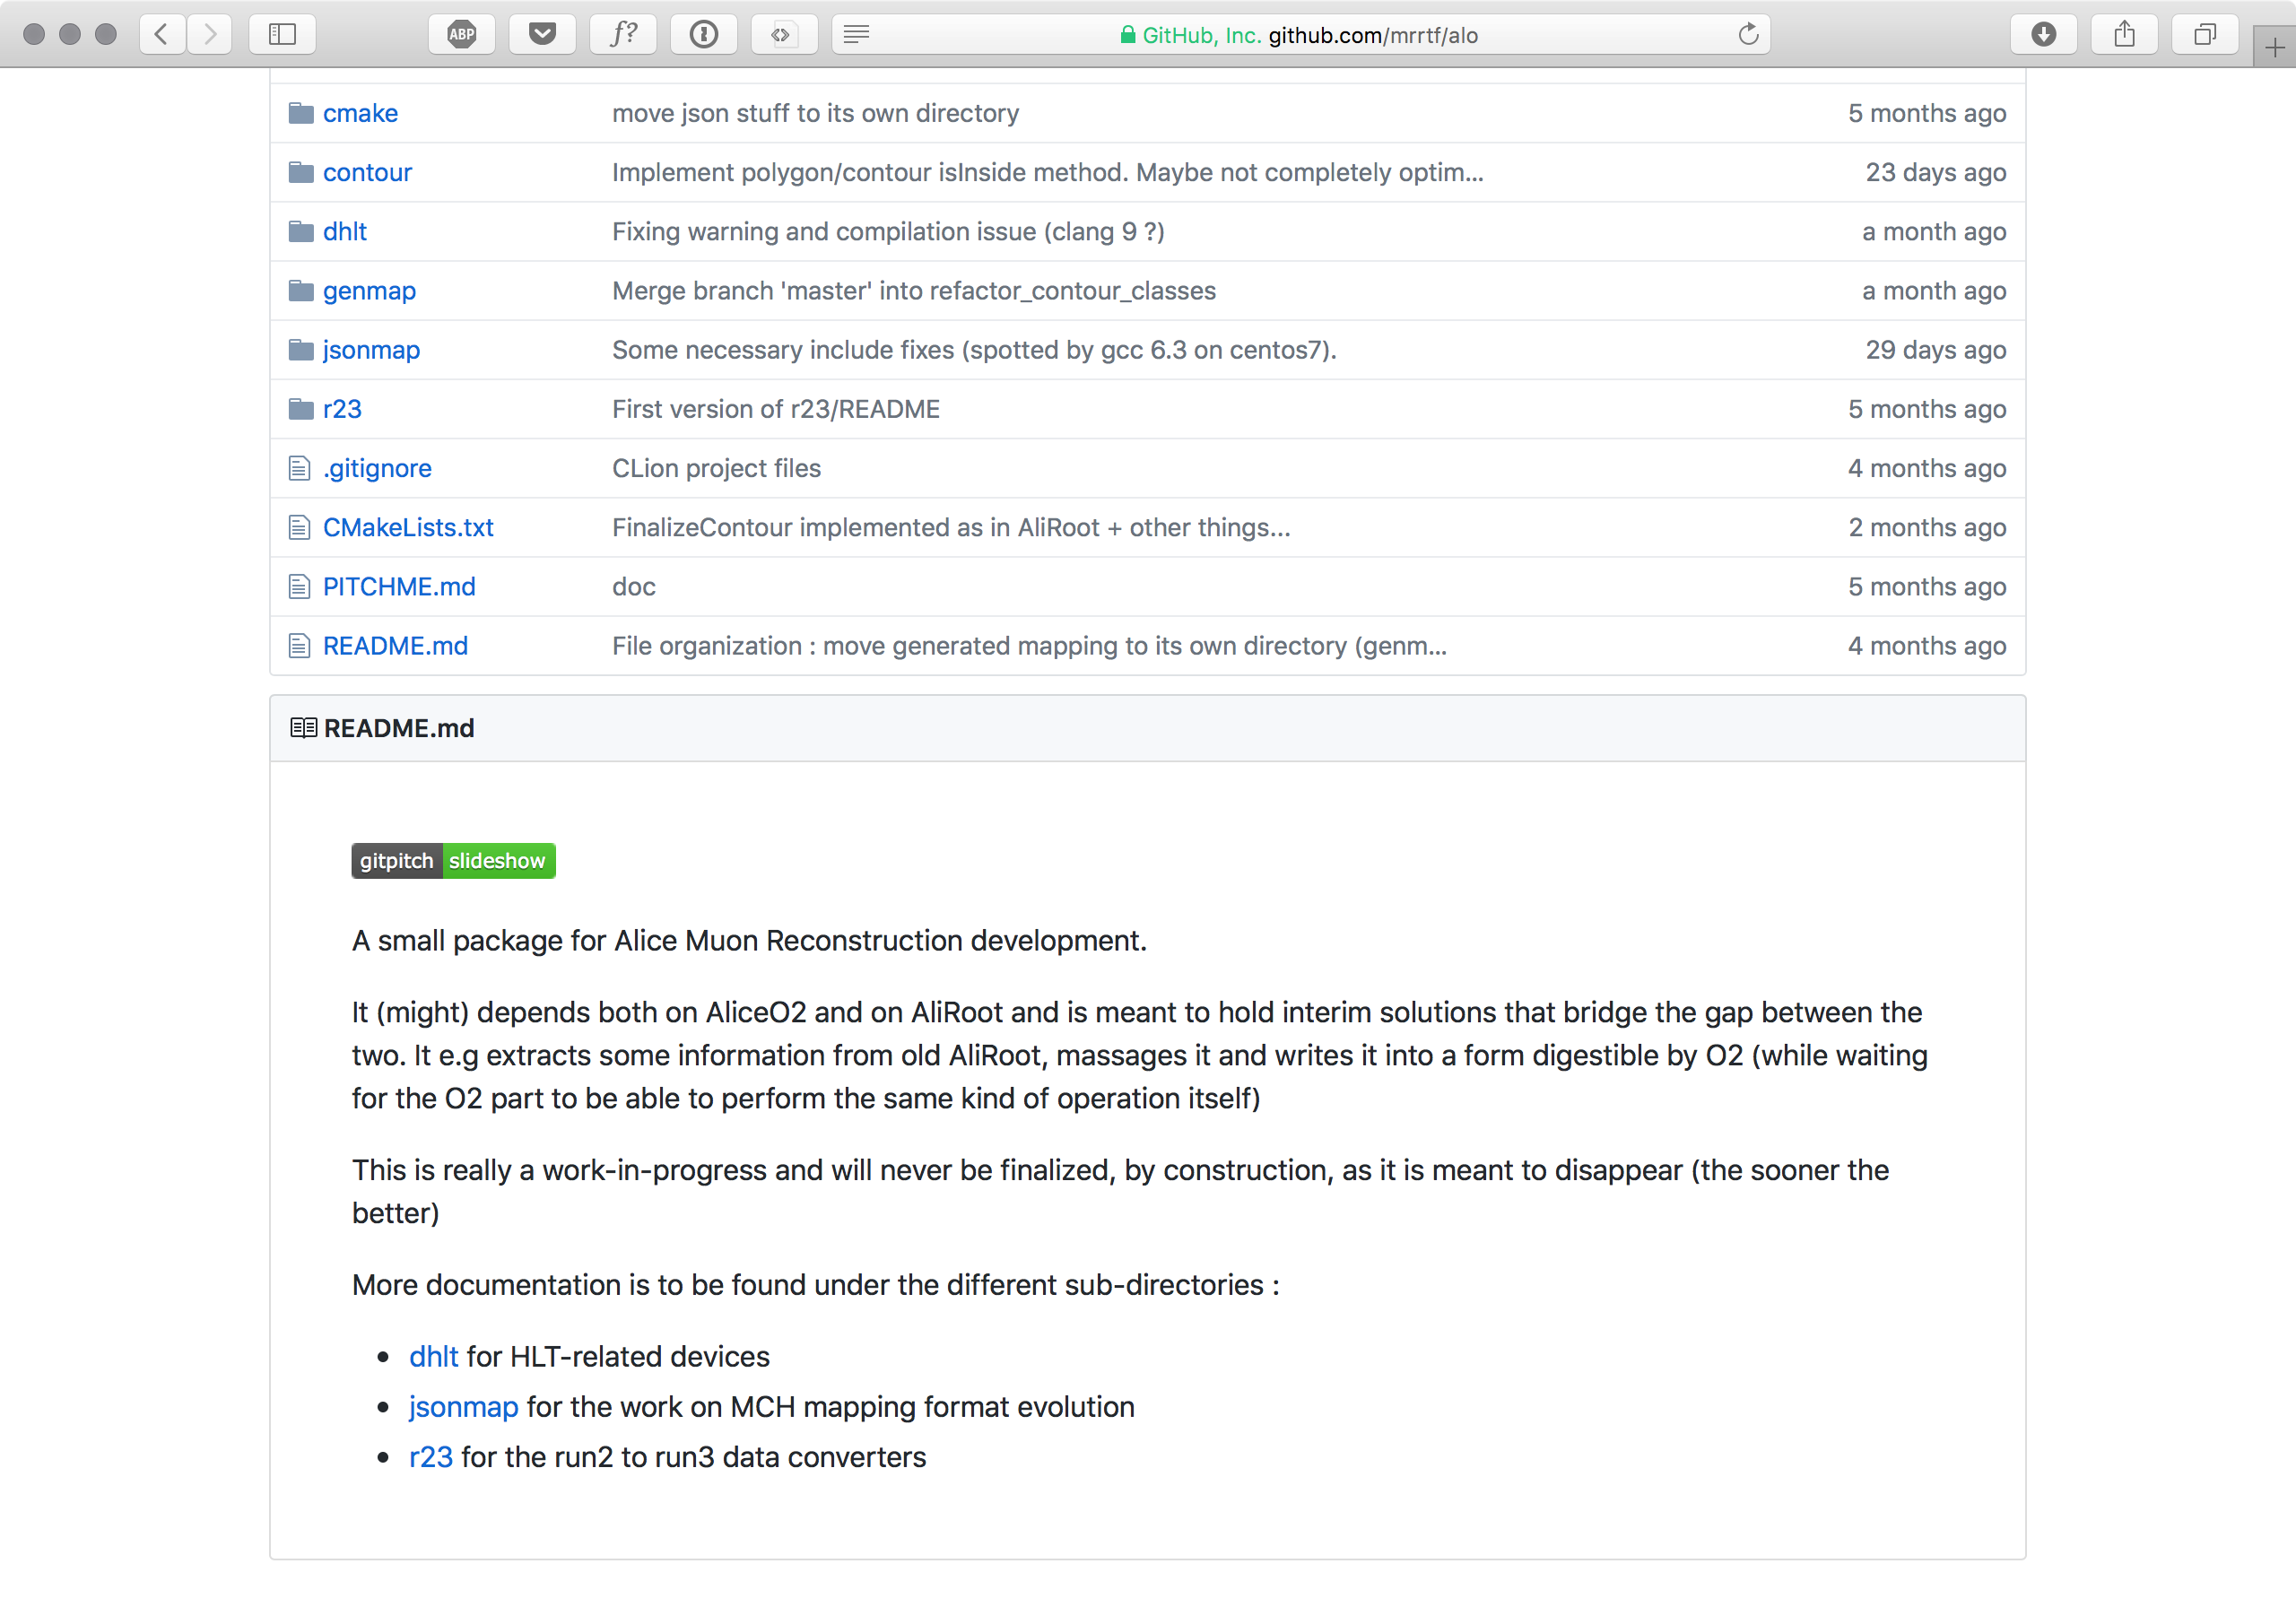 ABP f? GitHub, Inc. github.com/mrrtf/alo
cmake move json stuff to its own directory 5 months ago
contour Implement polygon/contour isInside method. Maybe not completely optim... 23 days ago
dhlt Fixing warning and compilation issue (clang 9 ?) a month ago
genmap Merge branch 'master' into refactor_contour_classes a month ago
jsonmap Some necessary include fixes (spotted by gcc 6.3 on centos7). 29 days ago
r23 First version of r23/README 5 months ago
.gitignore CLion project files 4 months ago
CMakeLists.txt FinalizeContour implemented as in AliRoot + other things... 2 months ago
PITCHME.md doc 5 months ago
README.md File organization : move generated mapping to its own directory (genm... 4 months ago
README.md
gitpitch slideshow
A small package for Alice Muon Reconstruction development.
It (might) depends both on AliceO2 and on AliRoot and is meant to hold interim solutions that bridge the gap between the
two. It e.g extracts some information from old AliRoot, massages it and writes it into a form digestible by O2 (while waiting
for the O2 part to be able to perform the same kind of operation itself)
This is really a work-in-progress and will never be finalized, by construction, as it is meant to disappear (the sooner the
better)
More documentation is to be found under the different sub-directories :
• dhlt for HLT-related devices
• jsonmap for the work on MCH mapping format evolution
• r23 for the run2 to run3 data converters